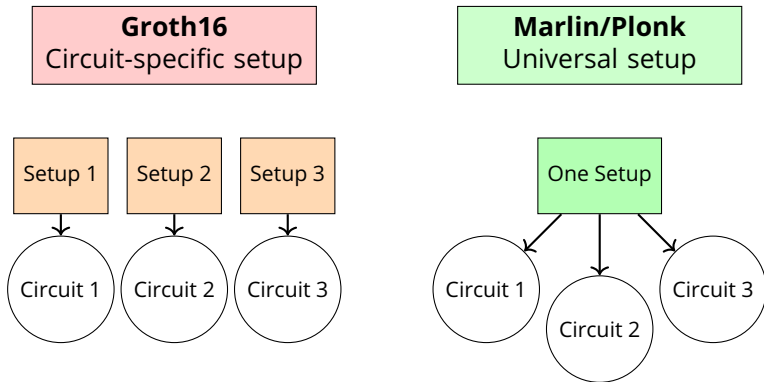 Groth16
Circuit-specific setup
Marlin/Plonk
Universal setup
Setup 1
Setup 2
Setup 3
One Setup
Circuit 1
Circuit 2
Circuit 3
Circuit 1
Circuit 2
Circuit 3